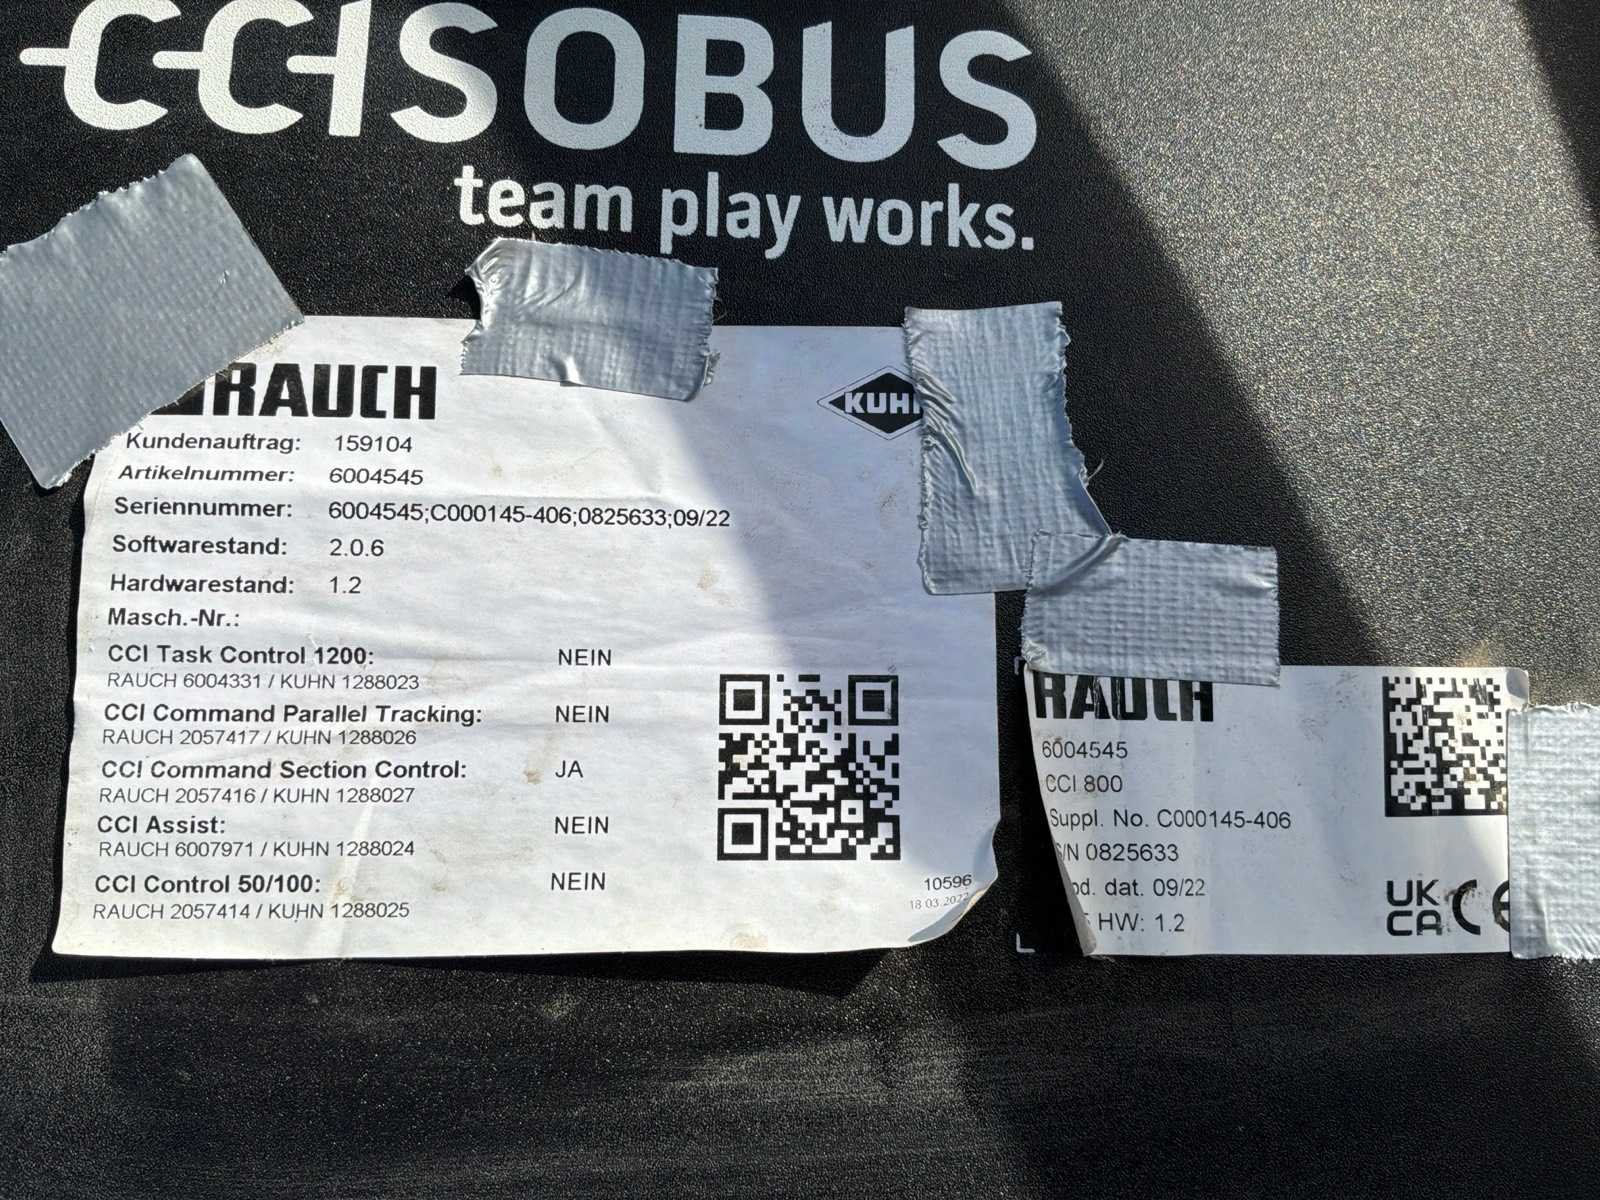 CCISOBUS
team play works.
RAUCH
KUHN
Kundenauftrag: 159104
Artikelnummer: 6004545
Seriennummer: 6004545;C000145-406;0825633;09/22
Softwarestand: 2.0.6
Hardwarestand: 1.2
Masch.-Nr.:
CCI Task Control 1200: NEIN
RAUCH 6004331 / KUHN 1288023
CCI Command Parallel Tracking: NEIN
RAUCH 2057417 / KUHN 1288026
CCI Command Section Control: JA
RAUCH 2057416 / KUHN 1288027
CCI Assist: NEIN
RAUCH 6007971 / KUHN 1288024
CCI Control 50/100: NEIN
RAUCH 2057414 / KUHN 1288025
10596
RAUCH
6004545
CCI 800
Suppl. No. C000145-406
S/N 0825633
dat. 09/22
HW: 1.2
UK
CA CE